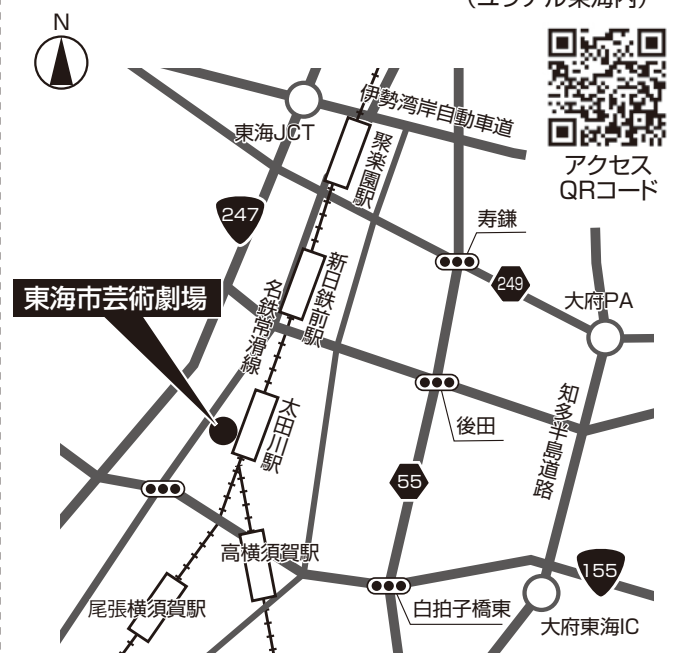 (ユウナル東海内)
N
伊勢湾岸自動車道
東海JCT
アクセス
QRコード
聚楽園駅
247
寿鎌
249
大府PA
新日鉄前駅
東海市芸術劇場
名鉄常滑線
太田川駅
後田
知多半島道路
55
高横須賀駅
155
尾張横須賀駅
白拍子橋東
大府東海IC